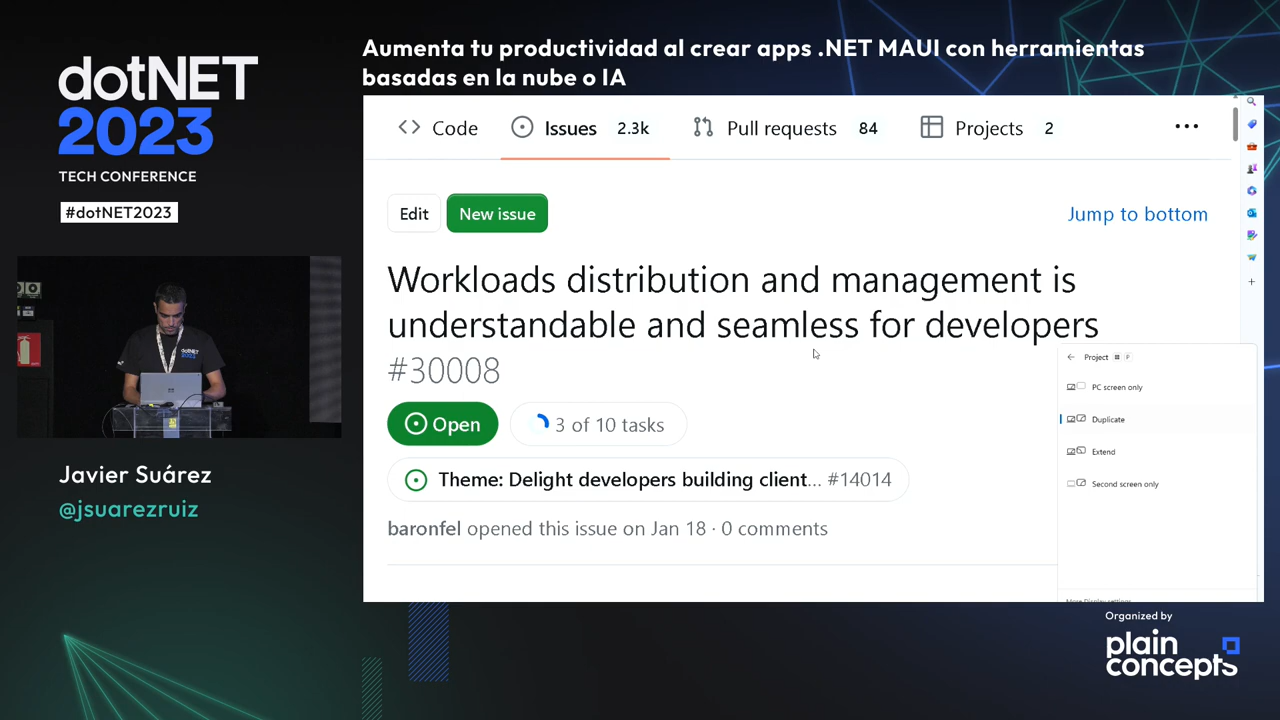 dotNET
2023
TECH CONFERENCE
#dotNET2023
Javier Suárez
@jsuarezruiz
Aumenta tu productividad al crear apps .NET MAUI con herramientas
basadas en la nube o IA
Code Issues 2.3k Pull requests 84 Projects 2
Edit New issue Jump to bottom
Workloads distribution and management is
understandable and seamless for developers
#30008
Open 3 of 10 tasks
Theme: Delight developers building client... #14014
baronfel opened this issue on Jan 18 · 0 comments
Project P
PC screen only
Duplicate
Extend
Second screen only
More Display settings
Organized by
plain
concepts